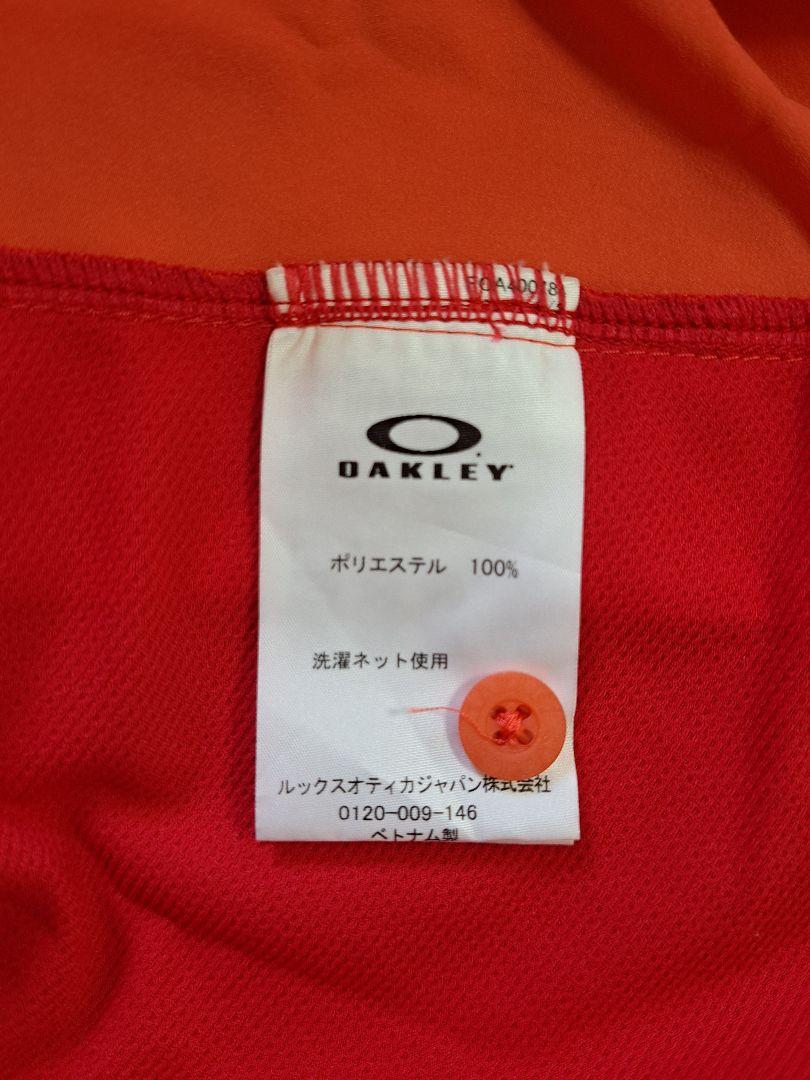 OAKLEY
ポリエステル 100%
洗濯ネット使用
ルックスオティカジャパン株式会社
0120-009-146
ベトナム製